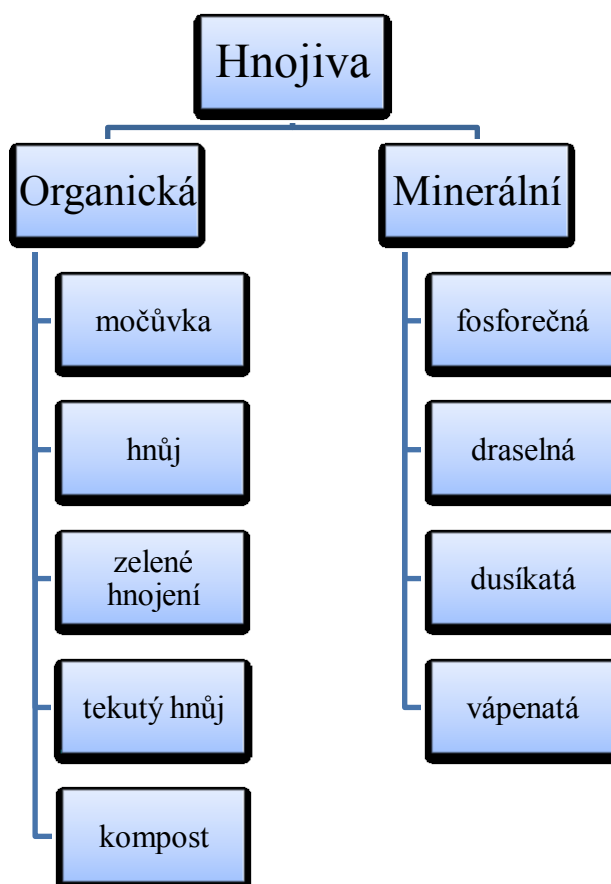 Hnojiva
Organická
močůvka
hnůj
zelené
hnojení
tekutý hnůj
kompost
Minerální
fosforečná
draselná
dusíkatá
vápenatá